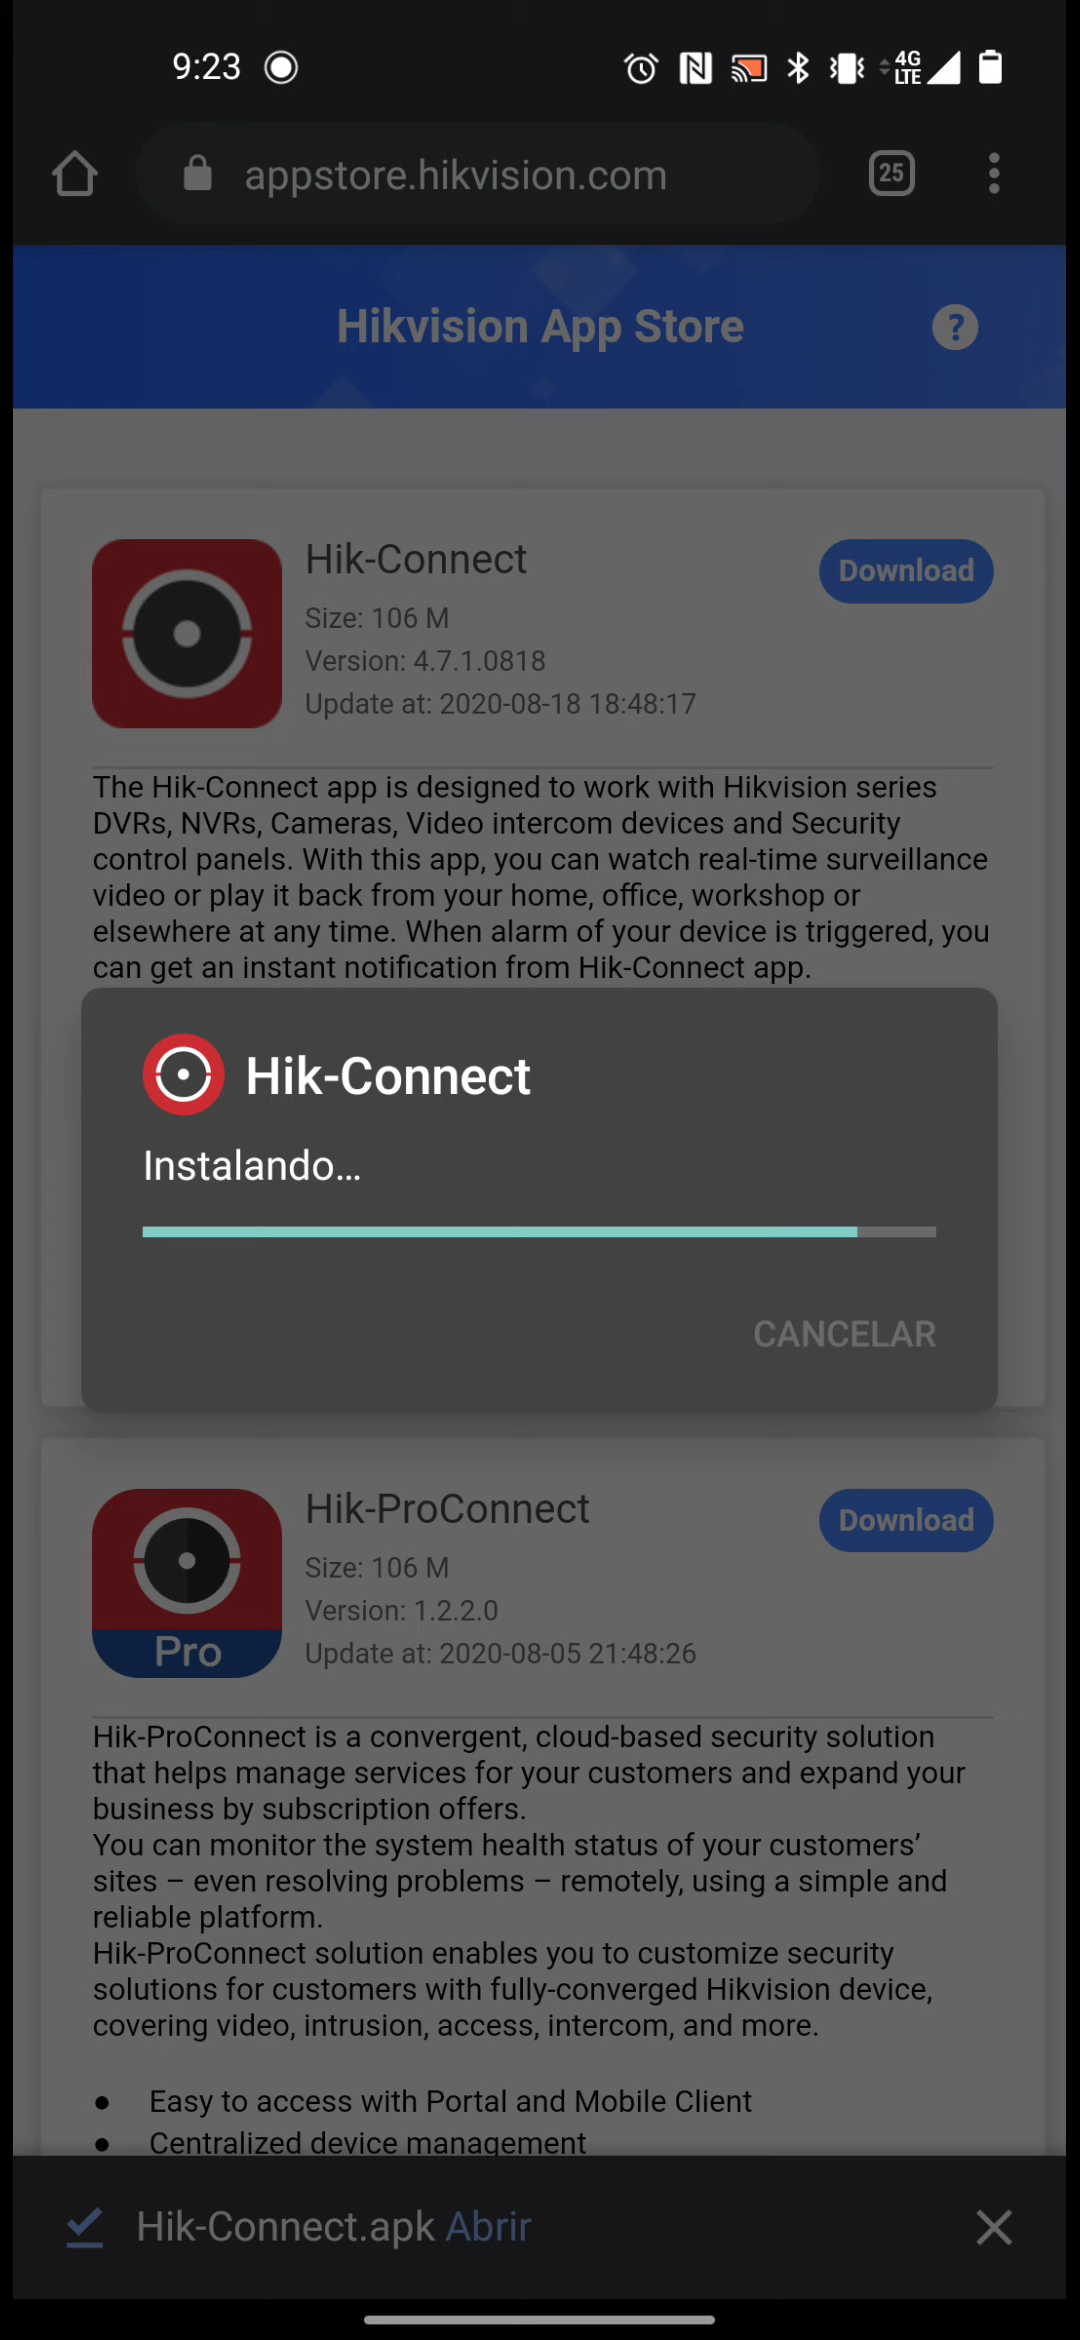 9:23
4G
LTE
appstore.hikvision.com
25
Hikvision App Store
?
Hik-Connect
Download
Size: 106 M
Version: 4.7.1.0818
Update at: 2020-08-18 18:48:17
The Hik-Connect app is designed to work with Hikvision series
DVRs, NVRs, Cameras, Video intercom devices and Security
control panels. With this app, you can watch real-time surveillance
video or play it back from your home, office, workshop or
elsewhere at any time. When alarm of your device is triggered, you
can get an instant notification from Hik-Connect app.
Hik-Connect
Instalando...
CANCELAR
Hik-ProConnect
Download
Size: 106 M
Version: 1.2.2.0
Update at: 2020-08-05 21:48:26
Pro
Hik-ProConnect is a convergent, cloud-based security solution
that helps manage services for your customers and expand your
business by subscription offers.
You can monitor the system health status of your customers’
sites – even resolving problems – remotely, using a simple and
reliable platform.
Hik-ProConnect solution enables you to customize security
solutions for customers with fully-converged Hikvision device,
covering video, intrusion, access, intercom, and more.
● Easy to access with Portal and Mobile Client
● Centralized device management
Hik-Connect.apk Abrir